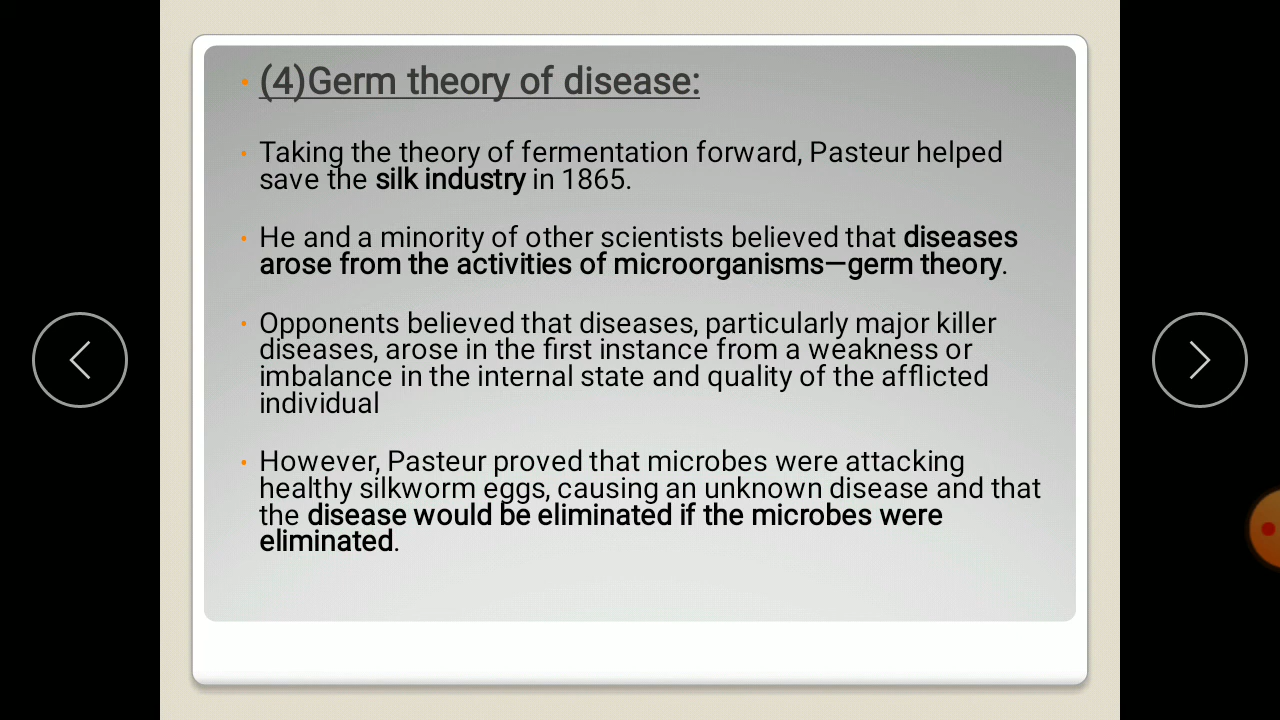 (4)Germ theory of disease:
Taking the theory of fermentation forward, Pasteur helped
save the silk industry in 1865.
He and a minority of other scientists believed that diseases
arose from the activities of microorganisms—germ theory.
Opponents believed that diseases, particularly major killer
diseases, arose in the first instance from a weakness or
imbalance in the internal state and quality of the afflicted
individual
However, Pasteur proved that microbes were attacking
healthy silkworm eggs, causing an unknown disease and that
the disease would be eliminated if the microbes were
eliminated.